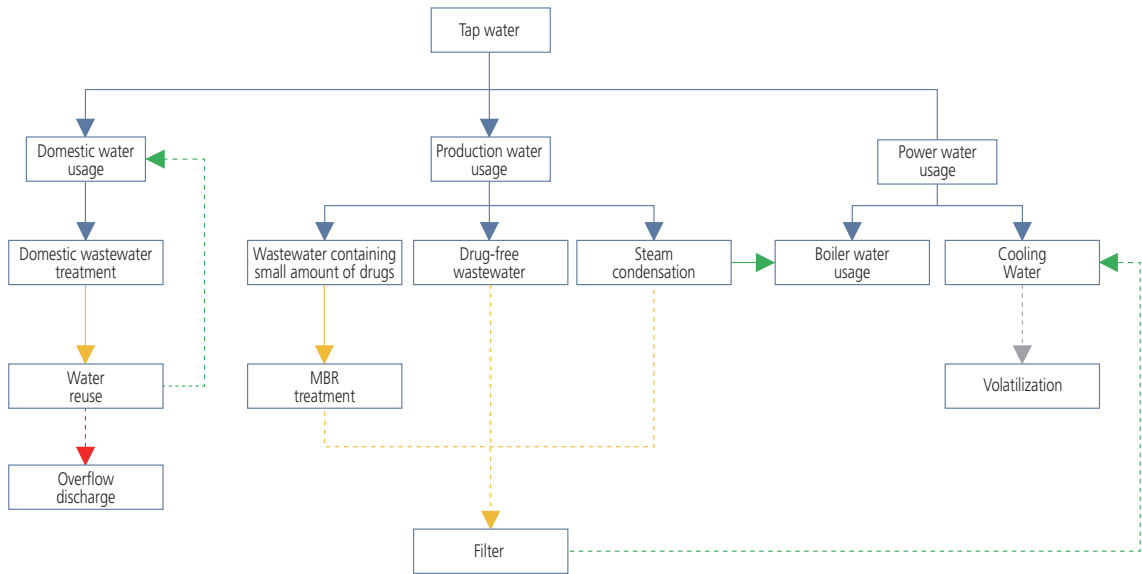 Tap water
Domestic water
usage
Production water
usage
Power water
usage
Domestic wastewater
treatment
Wastewater containing
small amount of drugs
Drug-free
wastewater
Steam
condensation
Boiler water
usage
Cooling
Water
Water
reuse
MBR
treatment
Volatilization
Overflow
discharge
Filter